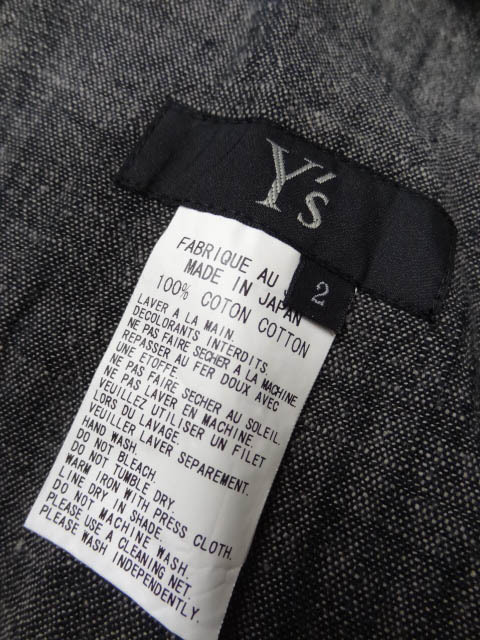 Y's
2
FABRIQUE AU
MADE IN JAPAN
100% COTON COTTON
LAVER A LA MAIN.
DECOLORANTS INTERDITS.
NE PAS FAIRE SECHER A LA MACHINE.
REPASSER AU FER DOUX AVEC
UNE ETOFFE.
NE PAS FAIRE SECHER AU SOLEIL.
NE PAS LAVER EN MACHINE.
VEUILLEZ UTILISER UN FILET
LORS DU LAVAGE
VEUILLER LAVER SEPAREMENT.
HAND WASH.
DO NOT BLEACH.
DO NOT TUMBLE DRY.
WARM IRON WITH PRESS CLOTH.
LINE DRY IN SHADE.
DO NOT MACHINE WASH.
PLEASE USE A CLEANING NET.
PLEASE WASH INDEPENDENTLY.